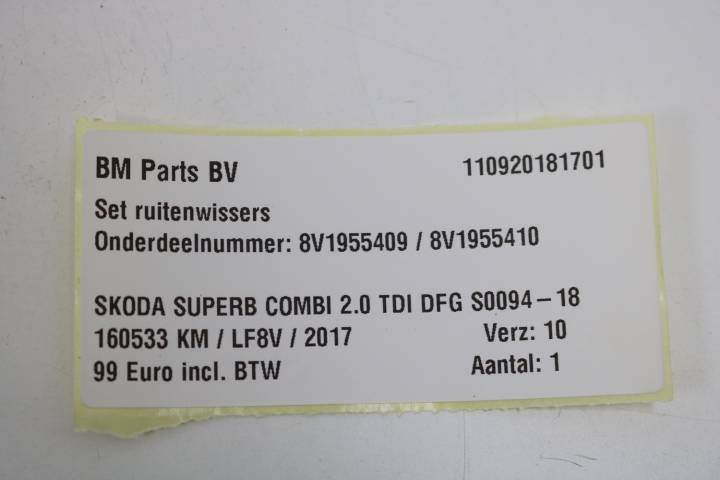 BM Parts BV 110920181701
Set ruitenwissers
Onderdeelnummer: 8V1955409 / 8V1955410
SKODA SUPERB COMBI 2.0 TDI DFG S0094-18
160533 KM / LF8V / 2017 Verz: 10
99 Euro incl. BTW Aantal: 1